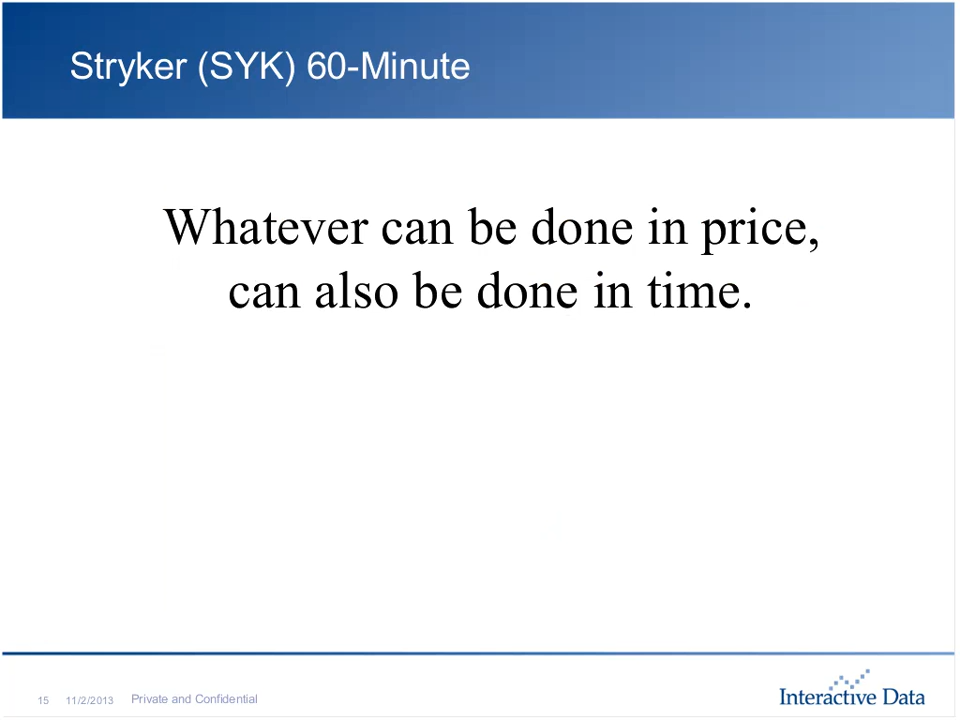 Stryker (SYK) 60-Minute
Whatever can be done in price,
can also be done in time.
15 11/2/2013 Private and Confidential
Interactive Data